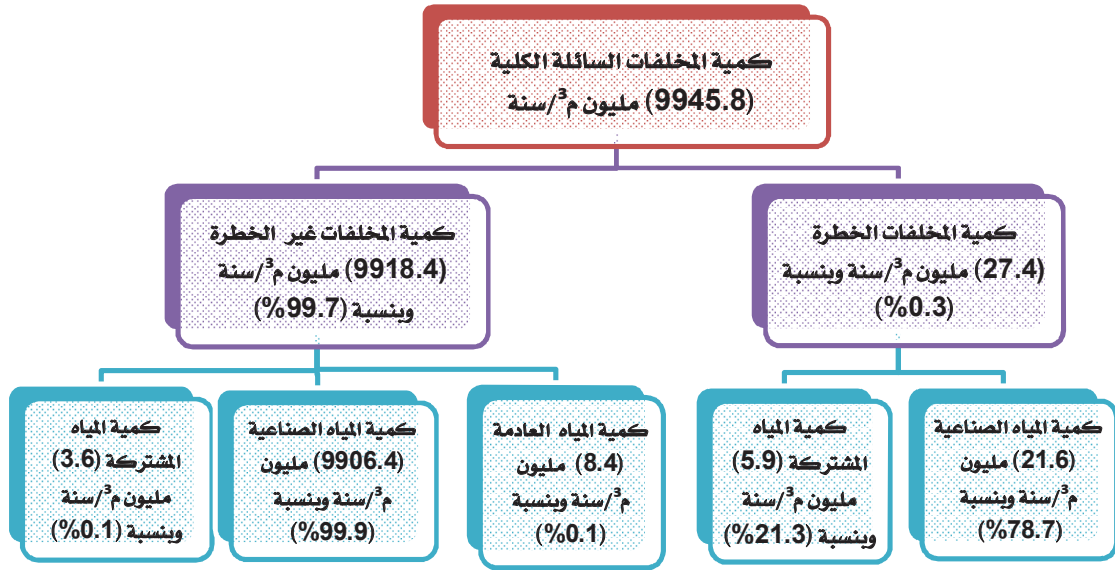 كمية المخلفات السائلة الكلية
(9945.8) مليون م³/سنة
كمية المخلفات الخطرة
(27.4) مليون م³/سنة وبنسبة
(%0.3)
كمية المخلفات غير الخطرة
(9918.4) مليون م³/سنة
وبنسبة (%99.7)
كمية المياه الصناعية
(21.6) مليون
م³/سنة وبنسبة
(%78.7)
كمية المياه
المشتركة (5.9)
مليون م³/سنة
وبنسبة (%21.3)
كمية المياه العادمة
(8.4) مليون
م³/سنة وبنسبة
(%0.1)
كمية المياه الصناعية
(9906.4) مليون
م³/سنة وبنسبة
(%99.9)
كمية المياه
المشتركة (3.6)
مليون م³/سنة
وبنسبة (%0.1)